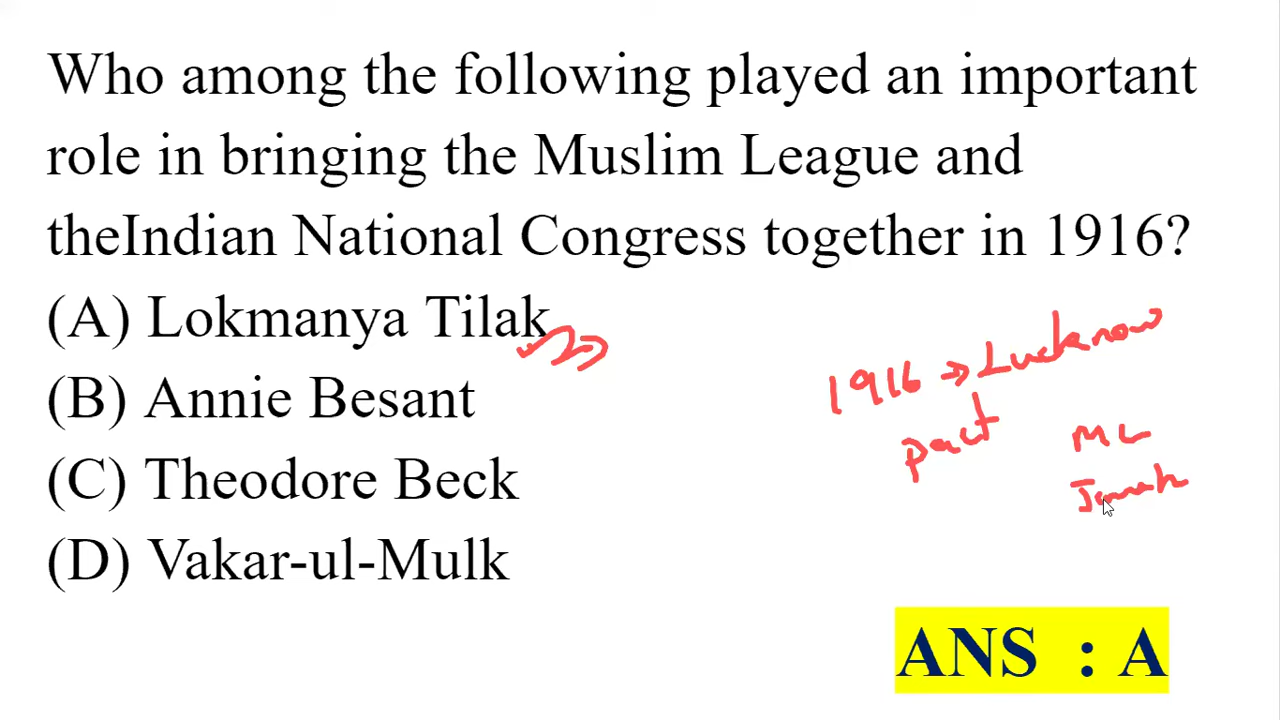 Who among the following played an important
role in bringing the Muslim League and
theIndian National Congress together in 1916?
(A) Lokmanya Tilak
(B) Annie Besant
(C) Theodore Beck
(D) Vakar-ul-Mulk
1916 → Lucknow
pact
ML
ANS : A